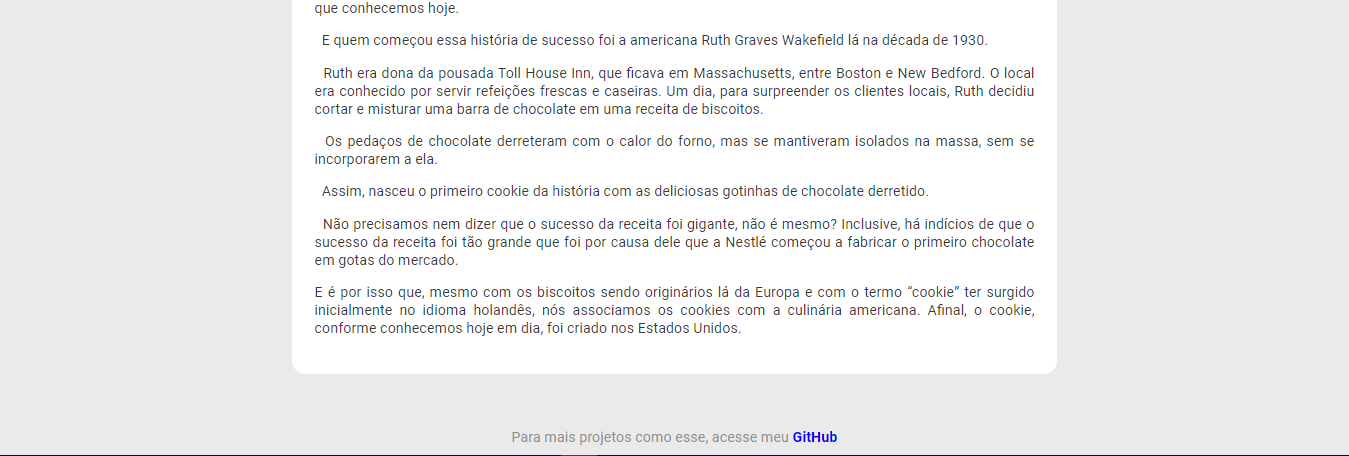 que conhecemos hoje.
E quem começou essa história de sucesso foi a americana Ruth Graves Wakefield lá na década de 1930.
Ruth era dona da pousada Toll House Inn, que ficava em Massachusetts, entre Boston e New Bedford. O local
era conhecido por servir refeições frescas e caseiras. Um dia, para surpreender os clientes locais, Ruth decidiu
cortar e misturar uma barra de chocolate em uma receita de biscoitos.
Os pedaços de chocolate derreteram com o calor do forno, mas se mantiveram isolados na massa, sem se
incorporarem a ela.
Assim, nasceu o primeiro cookie da história com as deliciosas gotinhas de chocolate derretido.
Não precisamos nem dizer que o sucesso da receita foi gigante, não é mesmo? Inclusive, há indícios de que o
sucesso da receita foi tão grande que foi por causa dele que a Nestlé começou a fabricar o primeiro chocolate
em gotas do mercado.
E é por isso que, mesmo com os biscoitos sendo originários lá da Europa e com o termo “cookie” ter surgido
inicialmente no idioma holandês, nós associamos os cookies com a culinária americana. Afinal, o cookie,
conforme conhecemos hoje em dia, foi criado nos Estados Unidos.
Para mais projetos como esse, acesse meu GitHub